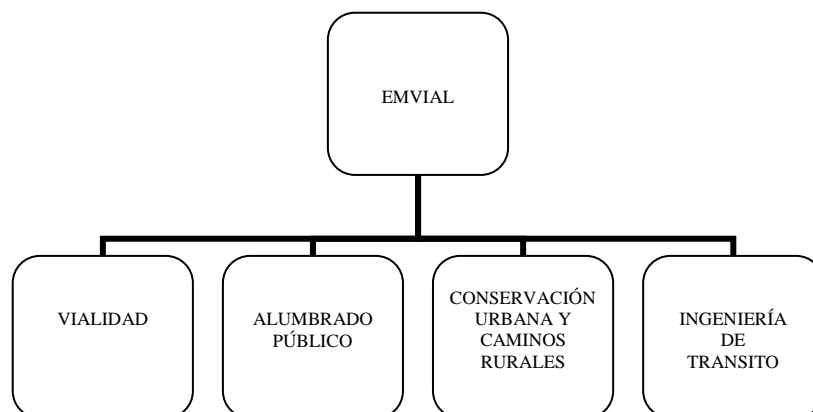 EMVIAL
VIALIDAD
ALUMBRADO
PÚBLICO
CONSERVACIÓN
URBANA Y
CAMINOS
RURALES
INGENIERÍA
DE
TRANSITO